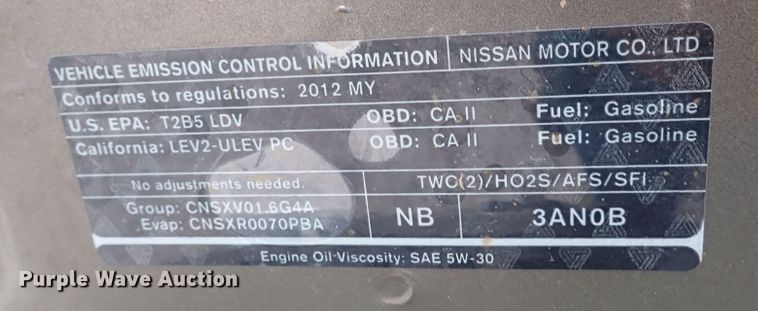 VEHICLE EMISSION CONTROL INFORMATION NISSAN MOTOR CO., LTD
Conforms to regulations: 2012 MY
U.S. EPA: T2B5 LDV OBD: CA II Fuel: Gasoline
California: LEV2-ULEV PC OBD: CA II Fuel: Gasoline
No adjustments needed. TWC(2)/HO2S/AFS/SFI
Group: CNSXV01.6G4A
Evap: CNSXR0070PBA
NB 3AN0B
Engine Oil Viscosity: SAE 5W-30
Purple Wave Auction